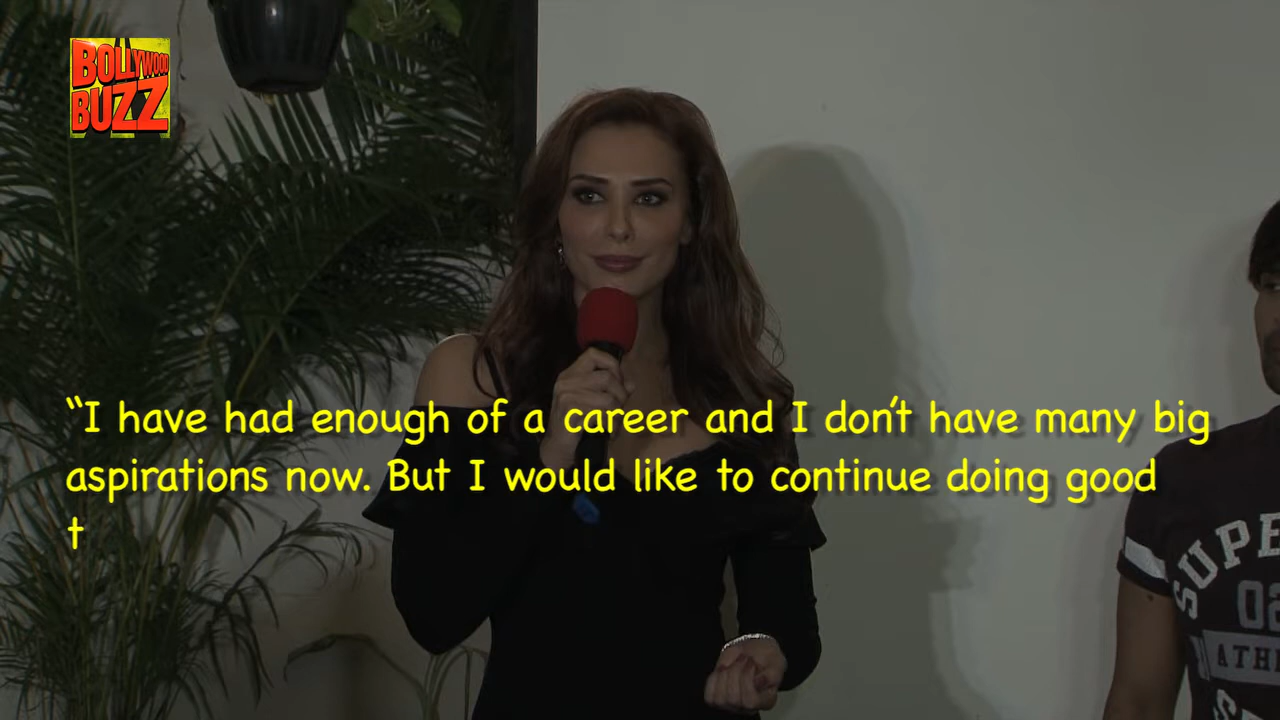 BOLLYWOOD
BUZZ
“I have had enough of a career and I don’t have many big
aspirations now. But I would like to continue doing good
t
SUPE
02
ATH